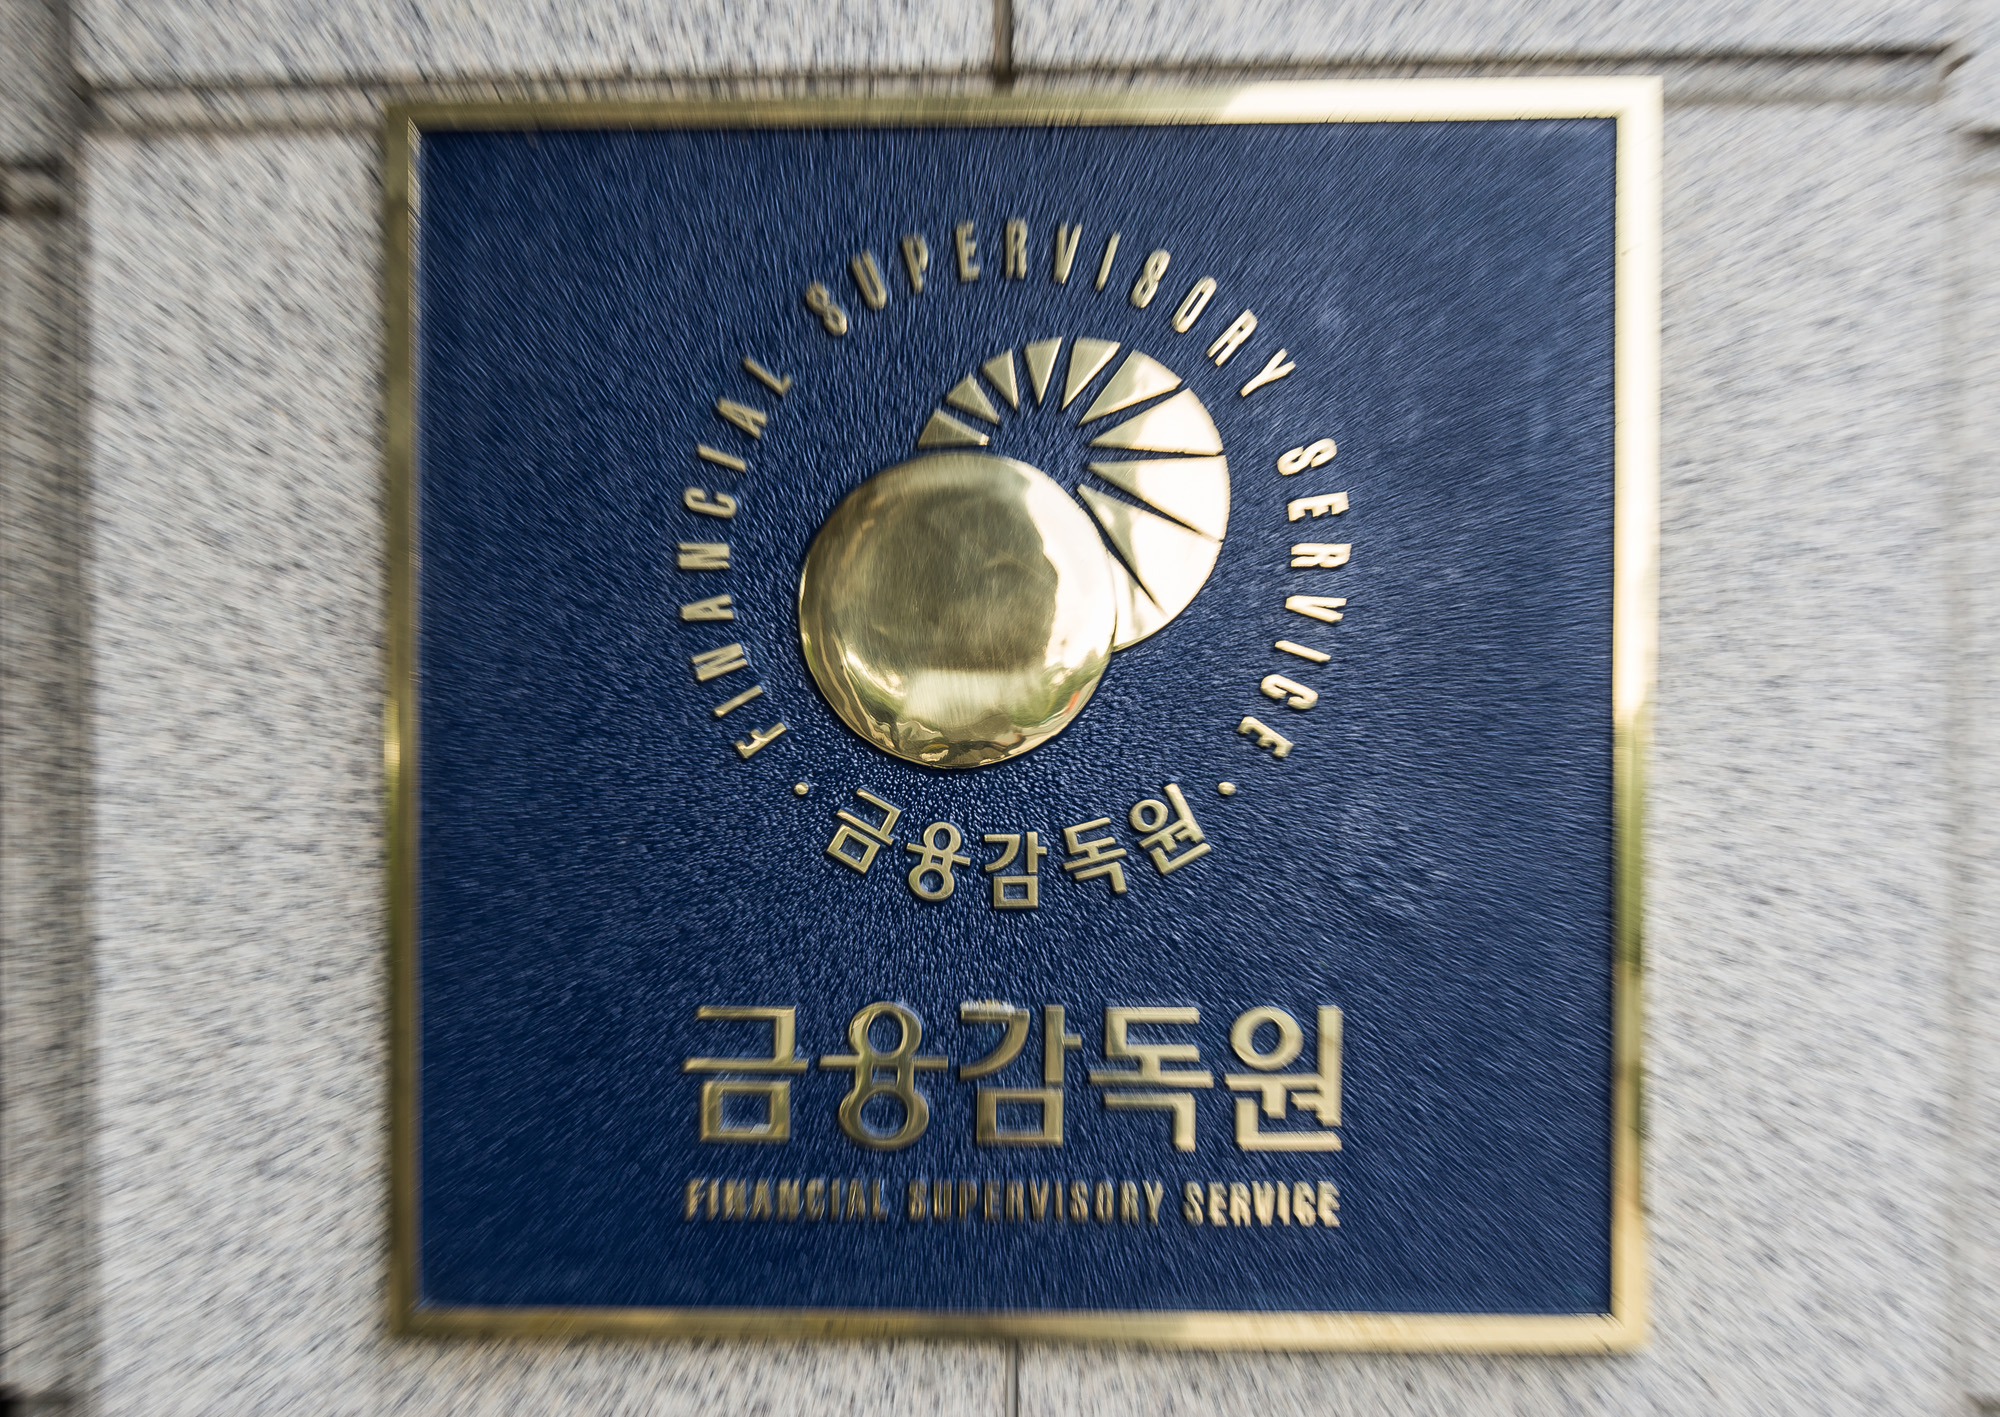 FINANCIAL SUPERVISORY SERVICE
· 금융감독원 ·
금융감독원
FINANCIAL SUPERVISORY SERVICE